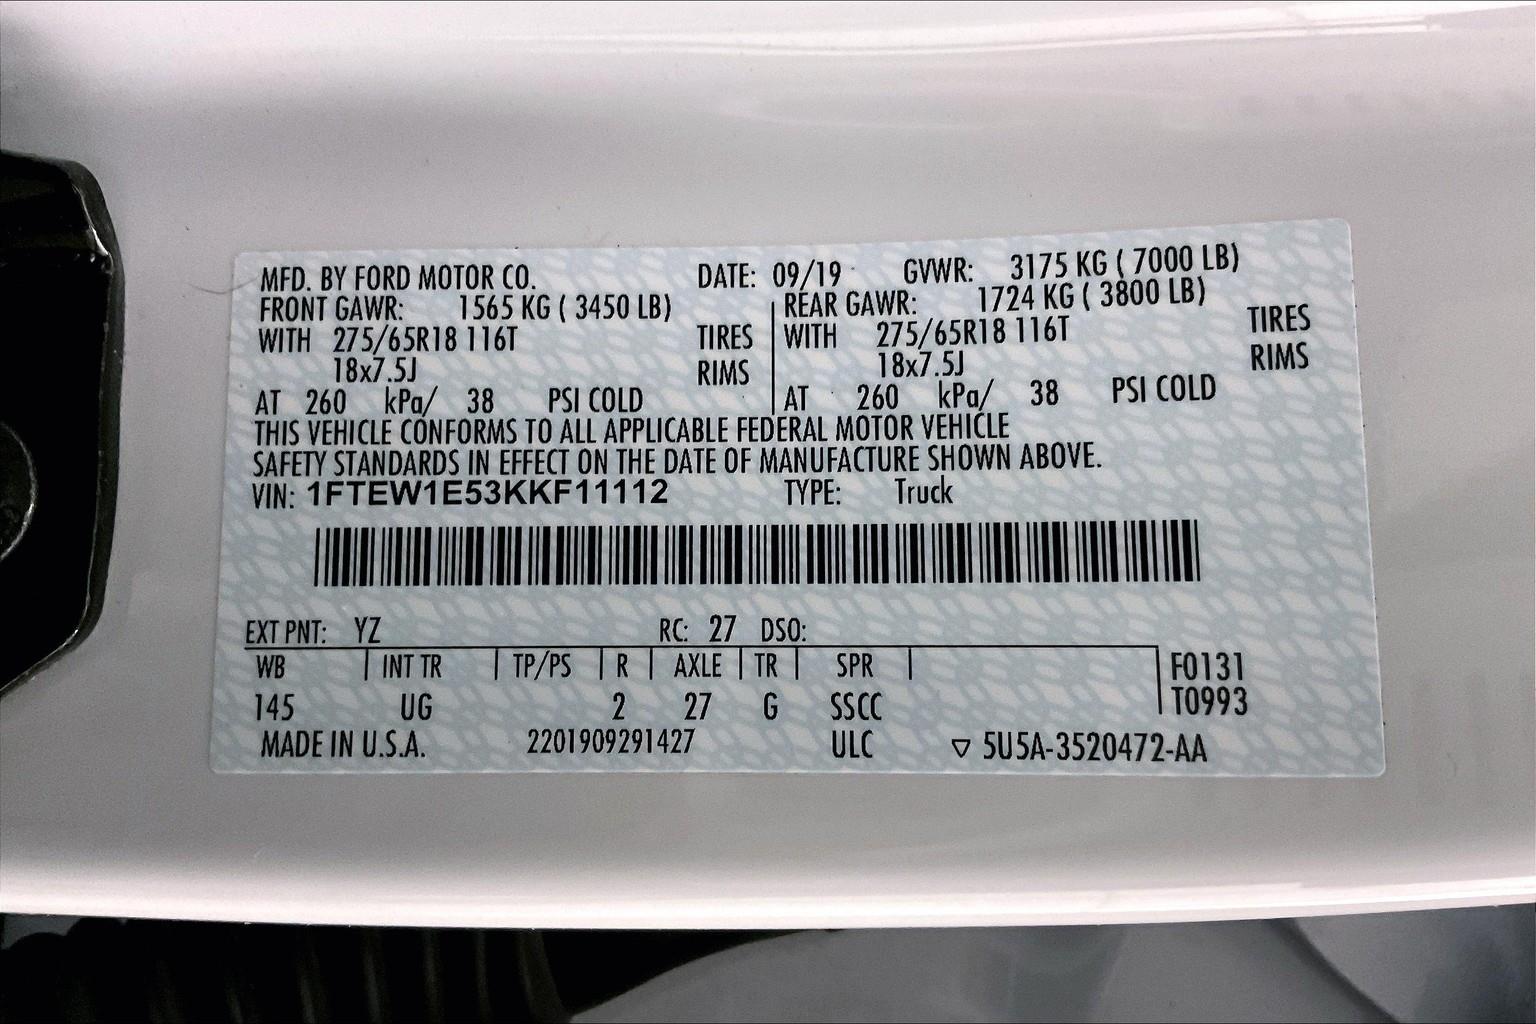 MFD. BY FORD MOTOR CO. DATE: 09/19 GVWR: 3175 KG ( 7000 LB)
FRONT GAWR: 1565 KG ( 3450 LB) REAR GAWR: 1724 KG ( 3800 LB)
WITH 275/65R18 116T TIRES WITH 275/65R18 116T TIRES
18x7.5J RIMS 18x7.5J RIMS
AT 260 kPa/ 38 PSI COLD AT 260 kPa/ 38 PSI COLD
THIS VEHICLE CONFORMS TO ALL APPLICABLE FEDERAL MOTOR VEHICLE
SAFETY STANDARDS IN EFFECT ON THE DATE OF MANUFACTURE SHOWN ABOVE.
VIN: 1FTEW1E53KKF11112 TYPE: Truck
EXT PNT: YZ RC: 27 DSO:
WB INT TR TP/PS R AXLE TR SPR F0131
145 UG 2 27 G SSCC T0993
MADE IN U.S.A. 2201909291427 ULC ▽ 5U5A-3520472-AA